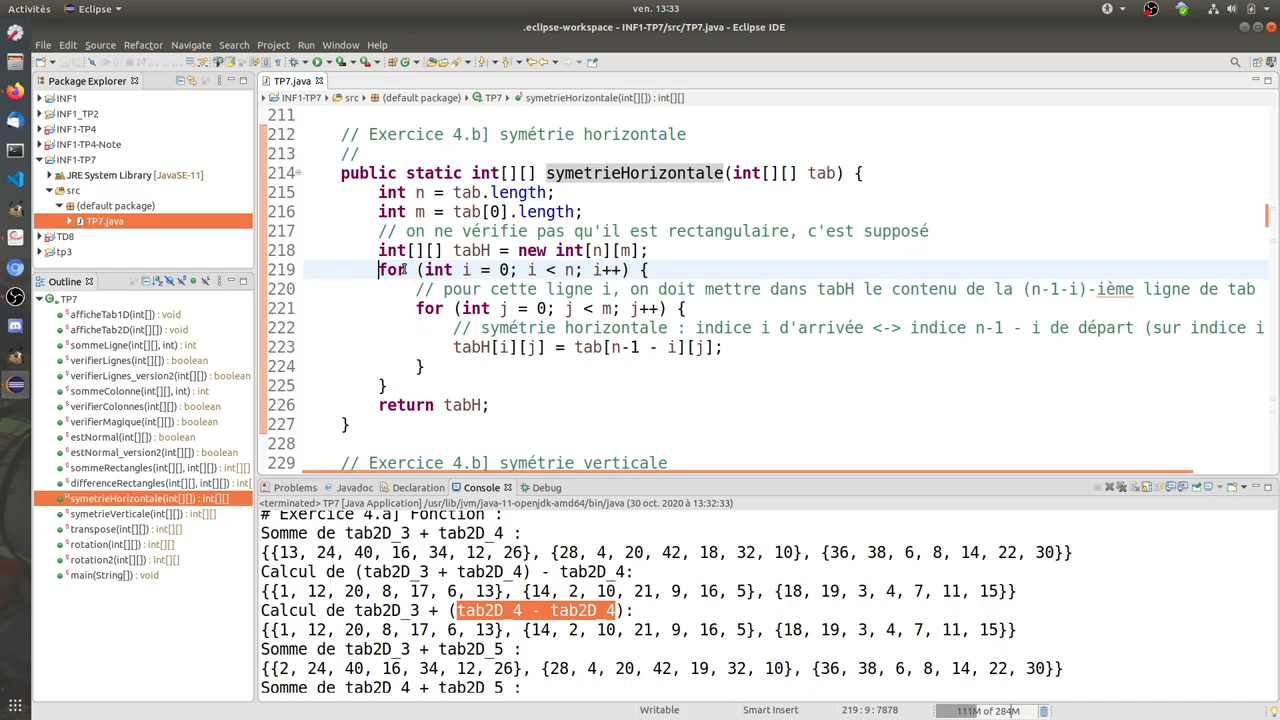 Activités
Eclipse
ven. 13:33
.eclipse-workspace - INF1-TP7/src/TP7.java - Eclipse IDE
File Edit Source Refactor Navigate Search Project Run Window Help
Package Explorer
INF1
INF1_TP2
INF1-TP4
INF1-TP4-Note
INF1-TP7
JRE System Library [JavaSE-11]
src
(default package)
TP7.java
TD8
tp3
Outline
TP7
afficheTab1D(int[]) : void
afficheTab2D(int[][]) : void
sommeLigne(int[][], int) : int
verifierLignes(int[][]) : boolean
verifierLignes_version2(int[][]) : boolean
sommeColonne(int[][], int) : int
verifierColonnes(int[][]) : boolean
verifierMagique(int[][]) : boolean
estNormal(int[][]) : boolean
estNormal_version2(int[][]) : boolean
sommeRectangles(int[][], int[][]) : int[][]
differenceRectangles(int[][], int[][]) : int[][]
symetrieHorizontale(int[][]) : int[][]
symetrieVerticale(int[][]) : int[][]
transpose(int[][]) : int[][]
rotation(int[][]) : int[][]
rotation2(int[][]) : int[][]
main(String[]) : void
TP7.java
INF1-TP7 src (default package) TP7 symetrieHorizontale(int[][]) : int[][]
211
212 // Exercice 4.b] symétrie horizontale
213 //
214 public static int[][] symetrieHorizontale(int[][] tab) {
215 int n = tab.length;
216 int m = tab[0].length;
217 // on ne vérifie pas qu'il est rectangulaire, c'est supposé
218 int[][] tabH = new int[n][m];
219 for (int i = 0; i < n; i++) {
220 // pour cette ligne i, on doit mettre dans tabH le contenu de la (n-1-i)-ième ligne de tab
221 for (int j = 0; j < m; j++) {
222 // symétrie horizontale : indice i d'arrivée <-> indice n-1 - i de départ (sur indice i
223 tabH[i][j] = tab[n-1 - i][j];
224 }
225 }
226 return tabH;
227 }
228
229 // Exercice 4.b] symétrie verticale
Problems Javadoc Declaration Console Debug
<terminated> TP7 [Java Application] /usr/lib/jvm/java-11-openjdk-amd64/bin/java (30 oct. 2020 à 13:32:33)
# Exercice 4.a] Fonction :
Somme de tab2D_3 + tab2D_4 :
{{13, 24, 40, 16, 34, 12, 26}, {28, 4, 20, 42, 18, 32, 10}, {36, 38, 6, 8, 14, 22, 30}}
Calcul de (tab2D_3 + tab2D_4) - tab2D_4:
{{1, 12, 20, 8, 17, 6, 13}, {14, 2, 10, 21, 9, 16, 5}, {18, 19, 3, 4, 7, 11, 15}}
Calcul de tab2D_3 + (tab2D_4 - tab2D_4):
{{1, 12, 20, 8, 17, 6, 13}, {14, 2, 10, 21, 9, 16, 5}, {18, 19, 3, 4, 7, 11, 15}}
Somme de tab2D_3 + tab2D_5 :
{{2, 24, 40, 16, 34, 12, 26}, {28, 4, 20, 42, 19, 32, 10}, {36, 38, 6, 8, 14, 22, 30}}
Somme de tab2D_4 + tab2D_5 :
Writable Smart Insert 219 : 9 : 7878 111M of 284M